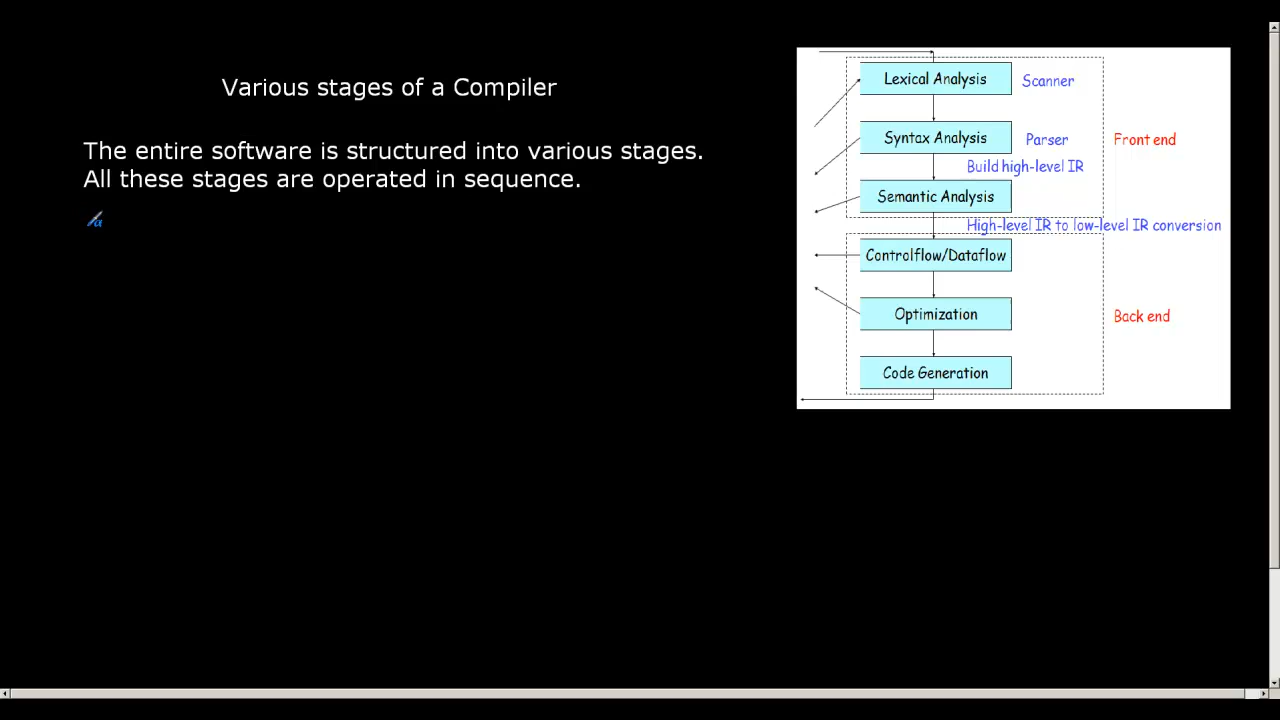 Various stages of a Compiler
The entire software is structured into various stages.
All these stages are operated in sequence.
Lexical Analysis
Scanner
Syntax Analysis
Parser
Front end
Build high-level IR
Semantic Analysis
High-level IR to low-level IR conversion
Controlflow/Dataflow
Optimization
Back end
Code Generation